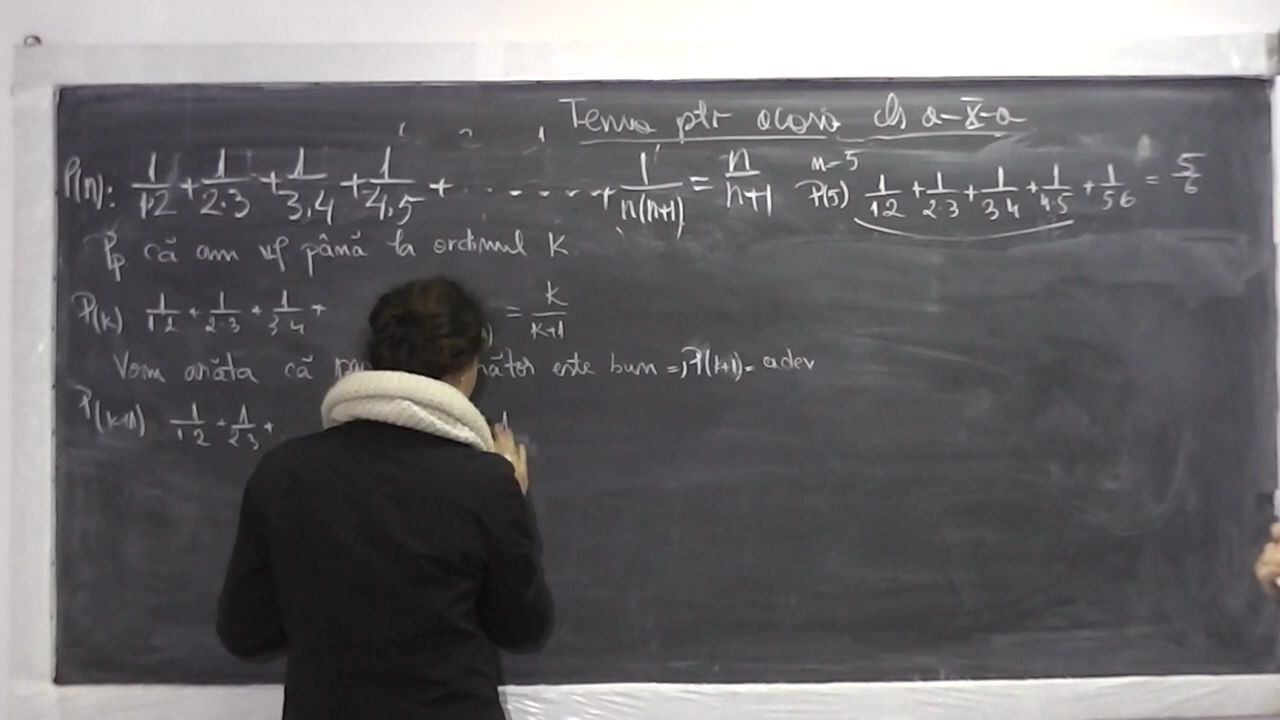 Tema ptr acasă cls a-X-a
P(n): 1/1·2 + 1/2·3 + 1/3·4 + 1/4·5 + ....... + 1/n(n+1) = n/n+1
n=5
P(5) 1/1·2 + 1/2·3 + 1/3·4 + 1/4·5 + 1/5·6 = 5/6
Pp că am vf până la ordinul K
P(k) 1/1·2 + 1/2·3 + 1/3·4 + = k/k+1
Vom arăta că este bun => P(k+1) = adev
P(k+1) 1/1·2 + 1/2·3 + 1